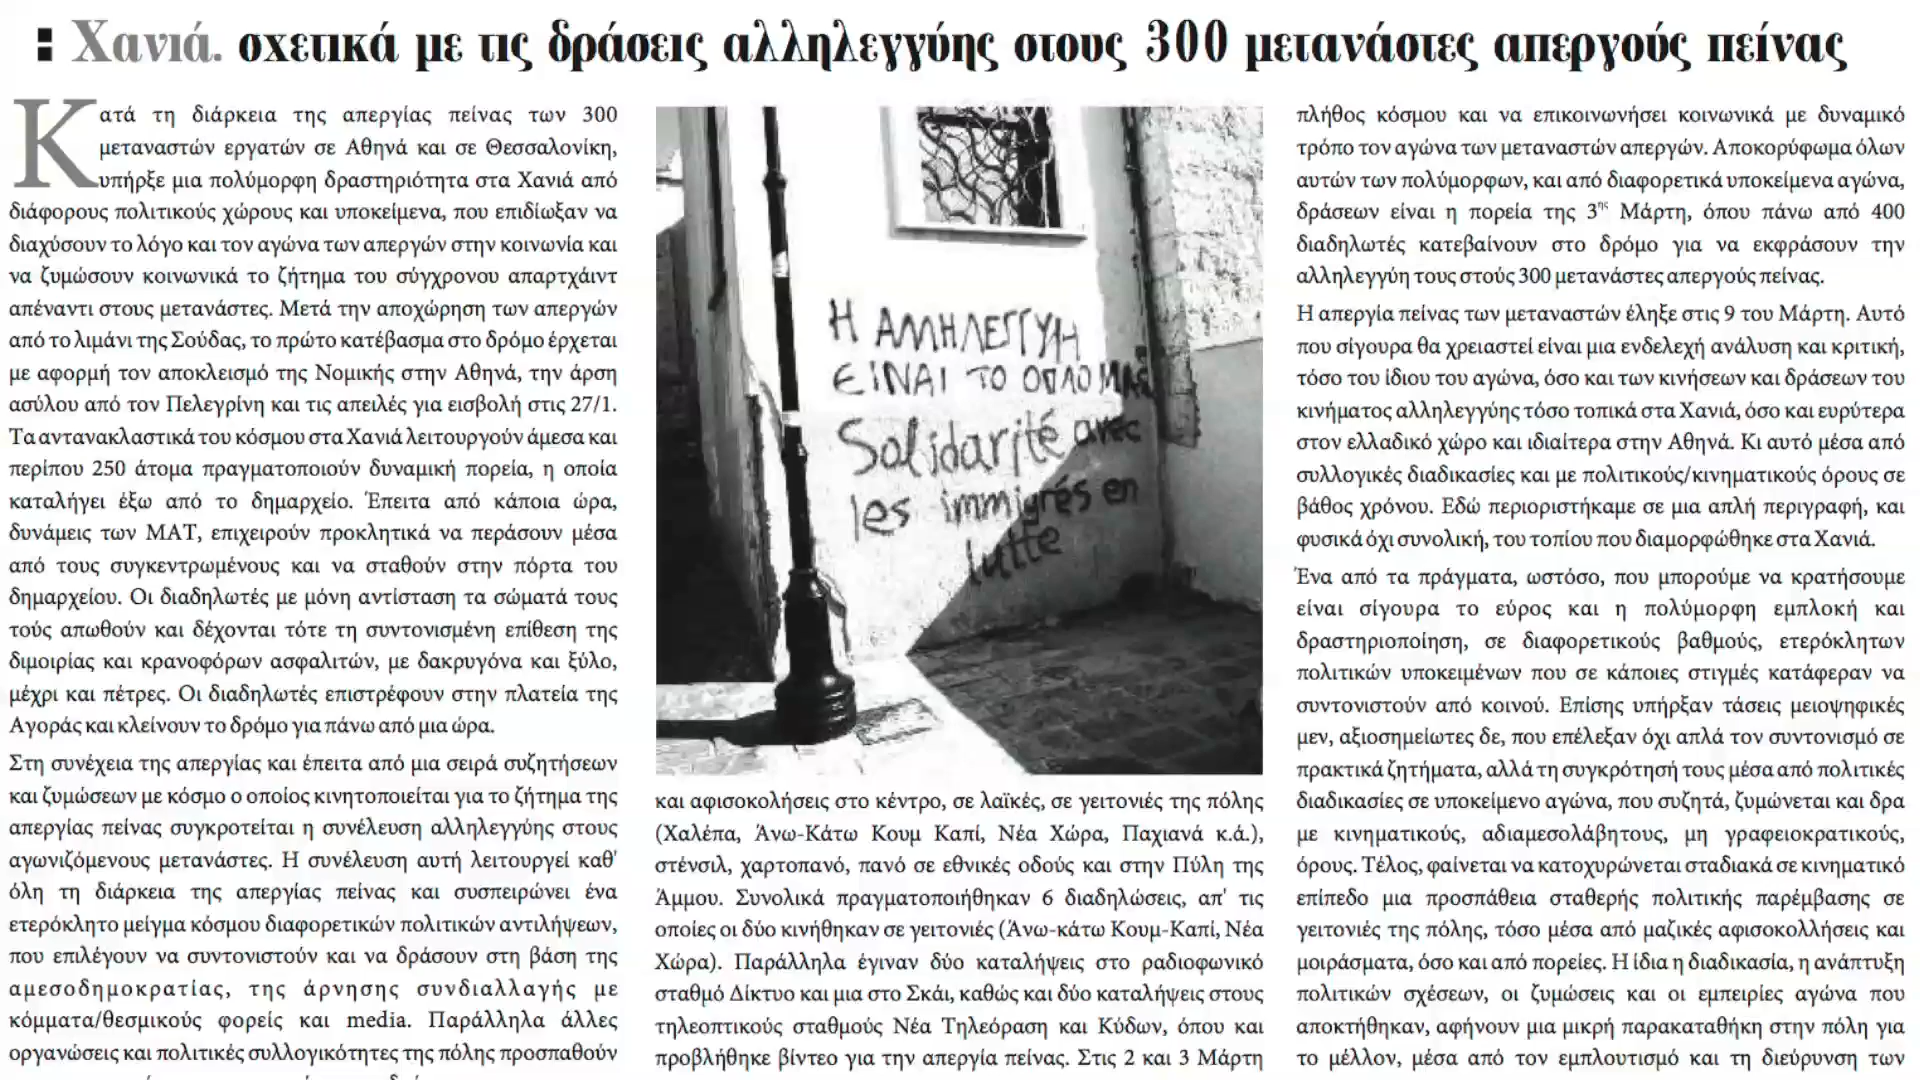 : Χανιά. σχετικά με τις δράσεις αλληλεγγύης στους 300 μετανάστες απεργούς πείνας
Κατά τη διάρκεια της απεργίας πείνας των 300
μεταναστών εργατών σε Αθηνά και σε Θεσσαλονίκη,
υπήρξε μια πολύμορφη δραστηριότητα στα Χανιά από
διάφορους πολιτικούς χώρους και υποκείμενα, που επιδίωξαν να
διαχύσουν το λόγο και τον αγώνα των απεργών στην κοινωνία και
να ζυμώσουν κοινωνικά το ζήτημα του σύγχρονου απαρτχάιντ
απέναντι στους μετανάστες. Μετά την αποχώρηση των απεργών
από το λιμάνι της Σούδας, το πρώτο κατέβασμα στο δρόμο έρχεται
με αφορμή τον αποκλεισμό της Νομικής στην Αθηνά, την άρση
ασύλου από τον Πελεγρίνη και τις απειλές για εισβολή στις 27/1.
Τα αντανακλαστικά του κόσμου στα Χανιά λειτουργούν άμεσα και
περίπου 250 άτομα πραγματοποιούν δυναμική πορεία, η οποία
καταλήγει έξω από το δημαρχείο. Έπειτα από κάποια ώρα,
δυνάμεις των ΜΑΤ, επιχειρούν προκλητικά να περάσουν μέσα
από τους συγκεντρωμένους και να σταθούν στην πόρτα του
δημαρχείου. Οι διαδηλωτές με μόνη αντίσταση τα σώματά τους
τούς απωθούν και δέχονται τότε τη συντονισμένη επίθεση της
διμοιρίας και κρανοφόρων ασφαλιτών, με δακρυγόνα και ξύλο,
μέχρι και πέτρες. Οι διαδηλωτές επιστρέφουν στην πλατεία της
Αγοράς και κλείνουν το δρόμο για πάνω από μια ώρα.
Στη συνέχεια της απεργίας και έπειτα από μια σειρά συζητήσεων
και ζυμώσεων με κόσμο ο οποίος κινητοποιείται για το ζήτημα της
απεργίας πείνας συγκροτείται η συνέλευση αλληλεγγύης στους
αγωνιζόμενους μετανάστες. Η συνέλευση αυτή λειτουργεί καθ'
όλη τη διάρκεια της απεργίας πείνας και συσπειρώνει ένα
ετερόκλητο μείγμα κόσμου διαφορετικών πολιτικών αντιλήψεων,
που επιλέγουν να συντονιστούν και να δράσουν στη βάση της
αμεσοδημοκρατίας, της άρνησης συνδιαλλαγής με
κόμματα/θεσμικούς φορείς και media. Παράλληλα άλλες
οργανώσεις και πολιτικές συλλογικότητες της πόλης προσπαθούν
Η ΑΛΛΗΛΕΓΓΥΗ
ΕΙΝΑΙ ΤΟ ΟΠΛΟ ΜΑΣ
Solidarité avec
les immigrés en
lutte
και αφισοκολήσεις στο κέντρο, σε λαϊκές, σε γειτονιές της πόλης
(Χαλέπα, Άνω-Κάτω Κουμ Καπί, Νέα Χώρα, Παχιανά κ.ά.),
στένσιλ, χαρτοπανό, πανό σε εθνικές οδούς και στην Πύλη της
Άμμου. Συνολικά πραγματοποιήθηκαν 6 διαδηλώσεις, απ' τις
οποίες οι δύο κινήθηκαν σε γειτονιές (Άνω-κάτω Κουμ-Καπί, Νέα
Χώρα). Παράλληλα έγιναν δύο καταλήψεις στο ραδιοφωνικό
σταθμό Δίκτυο και μια στο Σκάι, καθώς και δύο καταλήψεις στους
τηλεοπτικούς σταθμούς Νέα Τηλεόραση και Κύδων, όπου και
προβλήθηκε βίντεο για την απεργία πείνας. Στις 2 και 3 Μάρτη
πλήθος κόσμου και να επικοινωνήσει κοινωνικά με δυναμικό
τρόπο τον αγώνα των μεταναστών απεργών. Αποκορύφωμα όλων
αυτών των πολύμορφων, και από διαφορετικά υποκείμενα αγώνα,
δράσεων είναι η πορεία της 3ης Μάρτη, όπου πάνω από 400
διαδηλωτές κατεβαίνουν στο δρόμο για να εκφράσουν την
αλληλεγγύη τους στούς 300 μετανάστες απεργούς πείνας.
Η απεργία πείνας των μεταναστών έληξε στις 9 του Μάρτη. Αυτό
που σίγουρα θα χρειαστεί είναι μια ενδελεχή ανάλυση και κριτική,
τόσο του ίδιου του αγώνα, όσο και των κινήσεων και δράσεων του
κινήματος αλληλεγγύης τόσο τοπικά στα Χανιά, όσο και ευρύτερα
στον ελλαδικό χώρο και ιδιαίτερα στην Αθηνά. Κι αυτό μέσα από
συλλογικές διαδικασίες και με πολιτικούς/κινηματικούς όρους σε
βάθος χρόνου. Εδώ περιοριστήκαμε σε μια απλή περιγραφή, και
φυσικά όχι συνολική, του τοπίου που διαμορφώθηκε στα Χανιά.
Ένα από τα πράγματα, ωστόσο, που μπορούμε να κρατήσουμε
είναι σίγουρα το εύρος και η πολύμορφη εμπλοκή και
δραστηριοποίηση, σε διαφορετικούς βαθμούς, ετερόκλητων
πολιτικών υποκειμένων που σε κάποιες στιγμές κατάφεραν να
συντονιστούν από κοινού. Επίσης υπήρξαν τάσεις μειοψηφικές
μεν, αξιοσημείωτες δε, που επέλεξαν όχι απλά τον συντονισμό σε
πρακτικά ζητήματα, αλλά τη συγκρότησή τους μέσα από πολιτικές
διαδικασίες σε υποκείμενο αγώνα, που συζητά, ζυμώνεται και δρα
με κινηματικούς, αδιαμεσολάβητους, μη γραφειοκρατικούς,
όρους. Τέλος, φαίνεται να κατοχυρώνεται σταδιακά σε κινηματικό
επίπεδο μια προσπάθεια σταθερής πολιτικής παρέμβασης σε
γειτονιές της πόλης, τόσο μέσα από μαζικές αφισοκολλήσεις και
μοιράσματα, όσο και από πορείες. Η ίδια η διαδικασία, η ανάπτυξη
πολιτικών σχέσεων, οι ζυμώσεις και οι εμπειρίες αγώνα που
αποκτήθηκαν, αφήνουν μια μικρή παρακαταθήκη στην πόλη για
το μέλλον, μέσα από τον εμπλουτισμό και τη διεύρυνση των